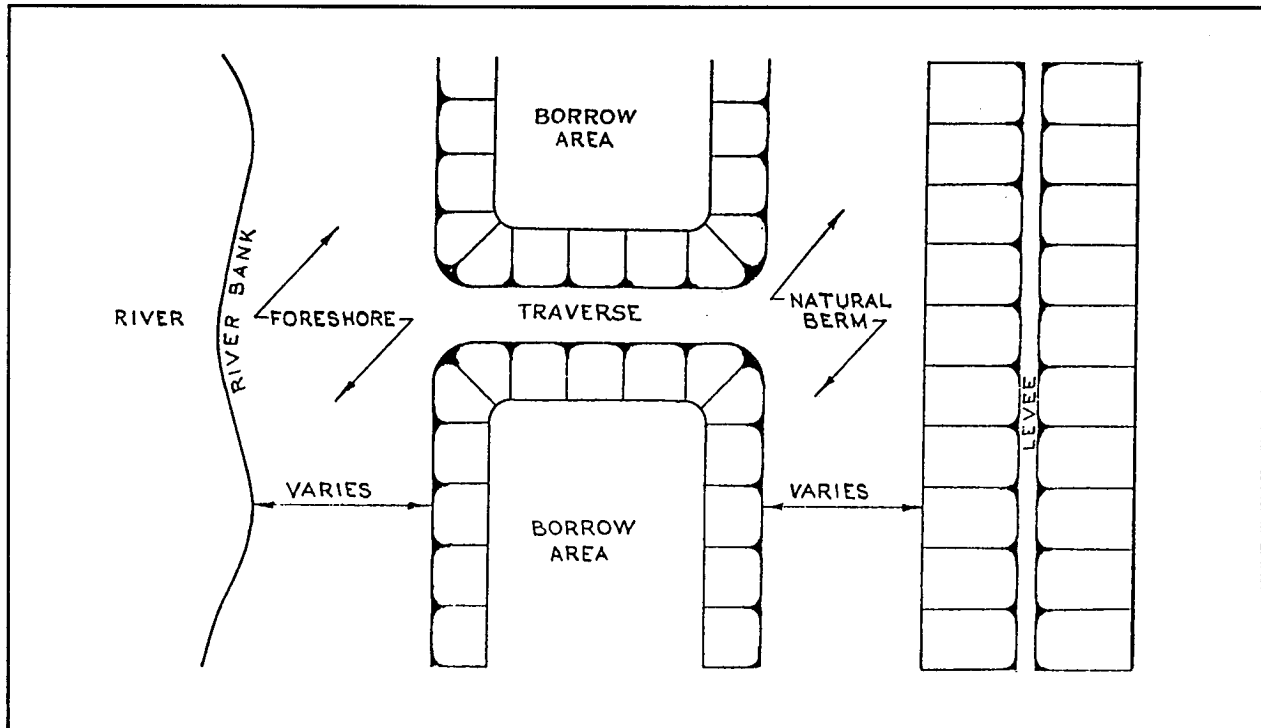 BORROW
AREA
RIVER
RIVER BANK
FORESHORE
TRAVERSE
NATURAL
BERM
LEVEE
VARIES
VARIES
BORROW
AREA